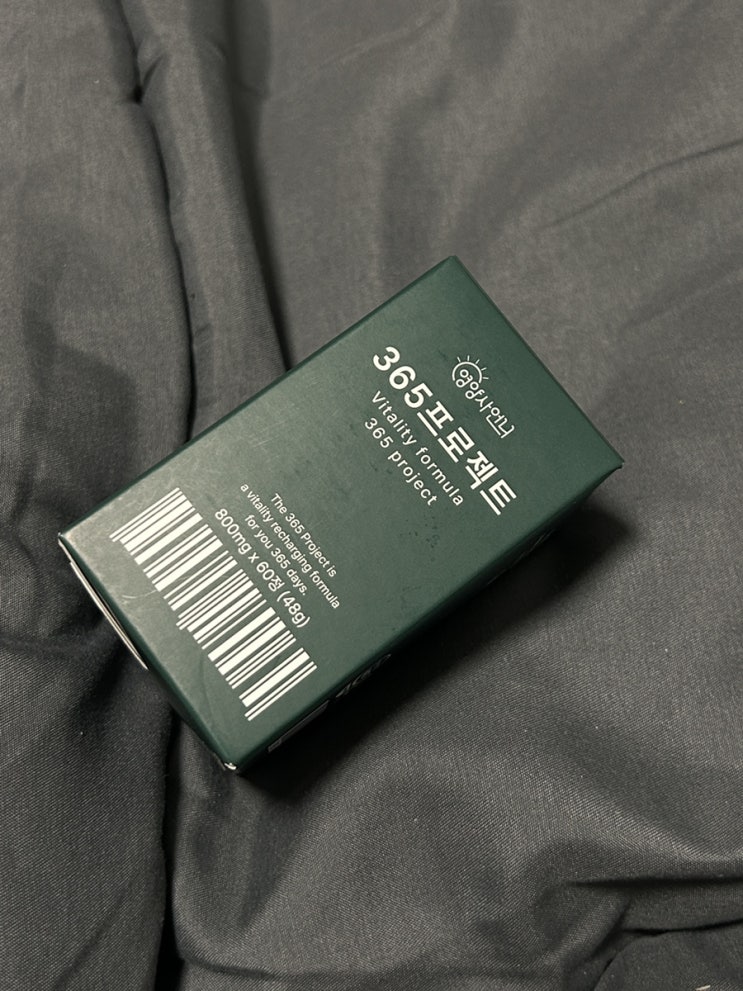 영양사언니
365프로젝트
Vitality formula
365 project
The 365 Project is
a vitality recharging formula
for you 365 days.
800mg x 60정 (48g)